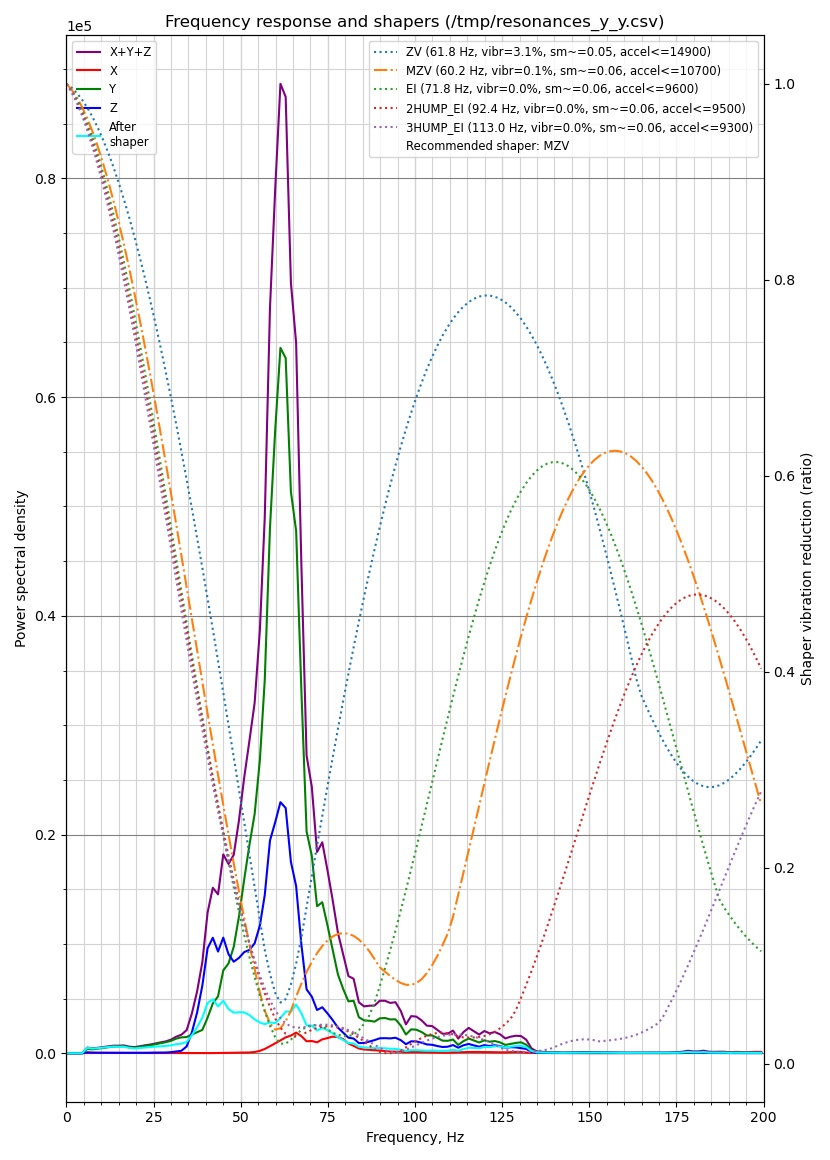 Frequency response and shapers (/tmp/resonances_y_y.csv)
1e5
X+Y+Z
X
Y
Z
After
shaper
ZV (61.8 Hz, vibr=3.1%, sm~=0.05, accel<=14900)
MZV (60.2 Hz, vibr=0.1%, sm~=0.06, accel<=10700)
EI (71.8 Hz, vibr=0.0%, sm~=0.06, accel<=9600)
2HUMP_EI (92.4 Hz, vibr=0.0%, sm~=0.06, accel<=9500)
3HUMP_EI (113.0 Hz, vibr=0.0%, sm~=0.06, accel<=9300)
Recommended shaper: MZV
Power spectral density
0.8
0.6
0.4
0.2
0.0
1.0
0.8
0.6
0.4
0.2
0.0
Shaper vibration reduction (ratio)
0 25 50 75 100 125 150 175 200
Frequency, Hz